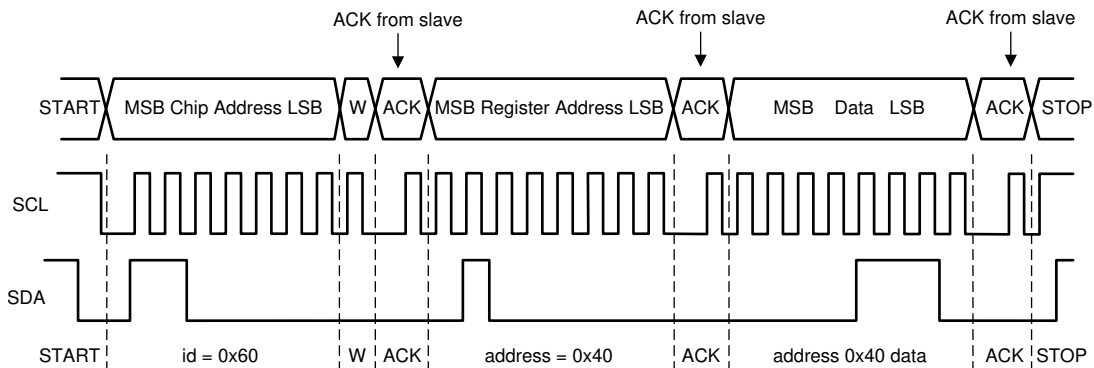 ACK from slave ACK from slave ACK from slave
START MSB Chip Address LSB W ACK MSB Register Address LSB ACK MSB Data LSB ACK STOP
SCL
SDA
START id = 0x60 W ACK address = 0x40 ACK address 0x40 data ACK STOP